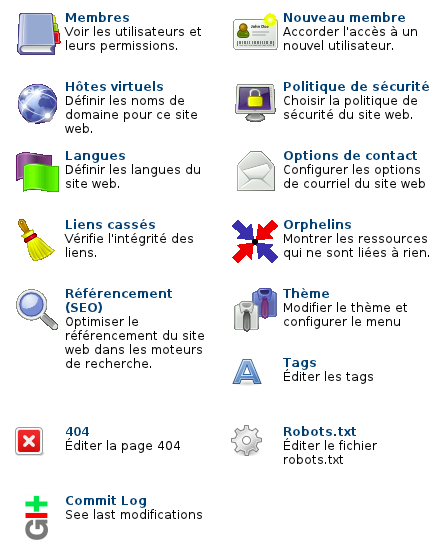 Membres
Voir les utilisateurs et
leurs permissions.
John Doe
Nouveau membre
Accorder l'accès à un
nouvel utilisateur.
Hôtes virtuels
Définir les noms de
domaine pour ce site
web.
Politique de sécurité
Choisir la politique de
sécurité du site web.
Langues
Définir les langues du
site web.
Options de contact
Configurer les options
de courriel du site web
Liens cassés
Vérifie l'intégrité des
liens.
Orphelins
Montrer les ressources
qui ne sont liées à rien.
Référencement
(SEO)
Optimiser le
référencement du site
web dans les moteurs
de recherche.
Thème
Modifier le thème et
configurer le menu
A
Tags
Éditer les tags
404
Éditer la page 404
Robots.txt
Éditer le fichier
robots.txt
Git
Commit Log
See last modifications